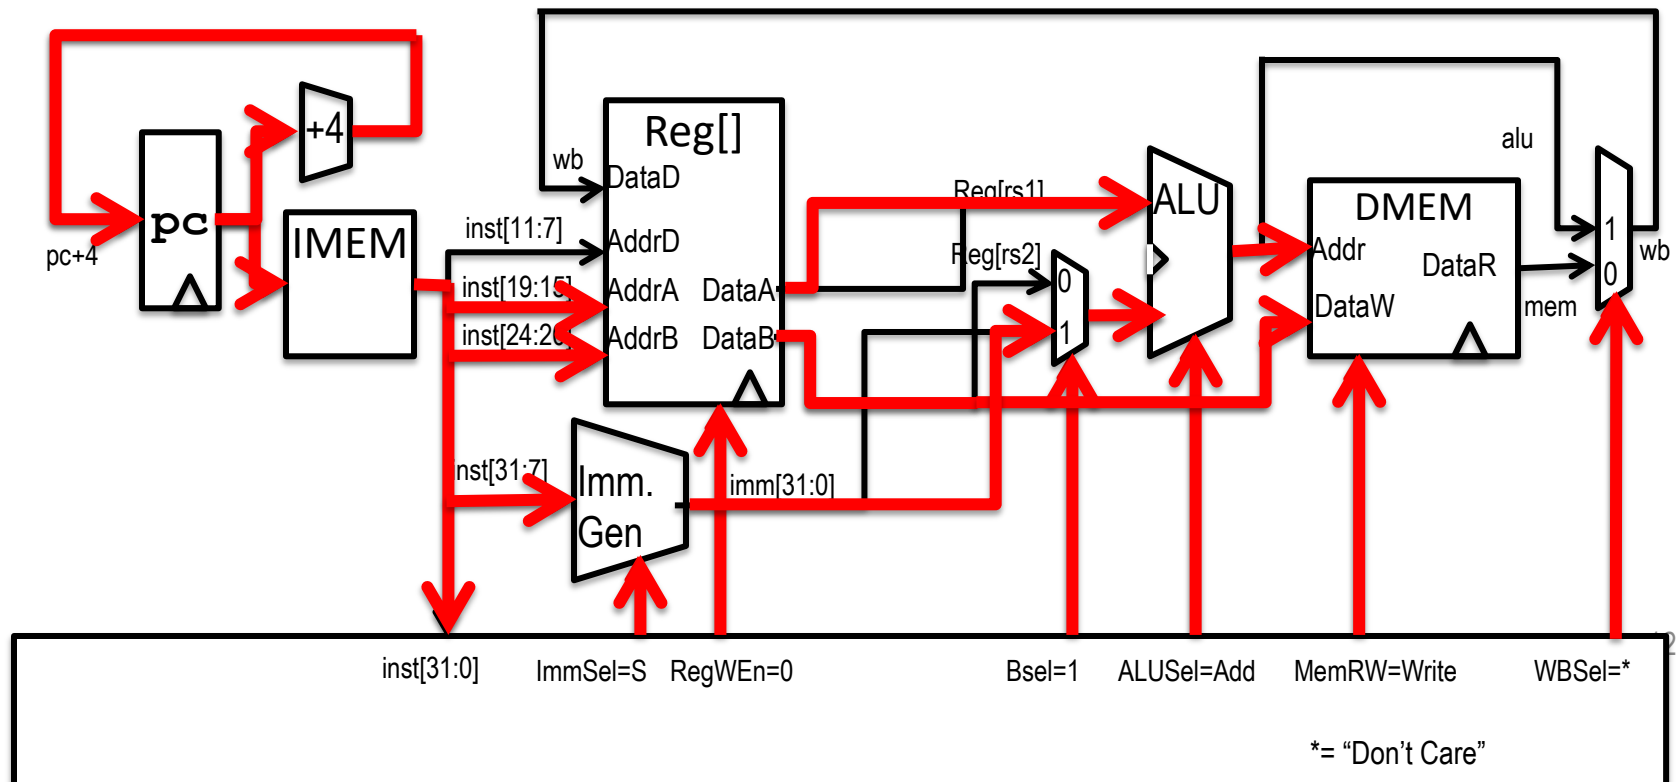 +4
Reg[]
wb
DataD
pc
pc+4
IMEM
inst[11:7]
AddrD
inst[19:15]
AddrA
DataA
inst[24:20]
AddrB
DataB
Reg[rs1]
Reg[rs2]
0
1
ALU
alu
DMEM
Addr
DataR
DataW
mem
1
0
wb
inst[31:7]
Imm.
Gen
imm[31:0]
inst[31:0]
ImmSel=S
RegWEn=0
Bsel=1
ALUSel=Add
MemRW=Write
WBSel=*
*= “Don’t Care”